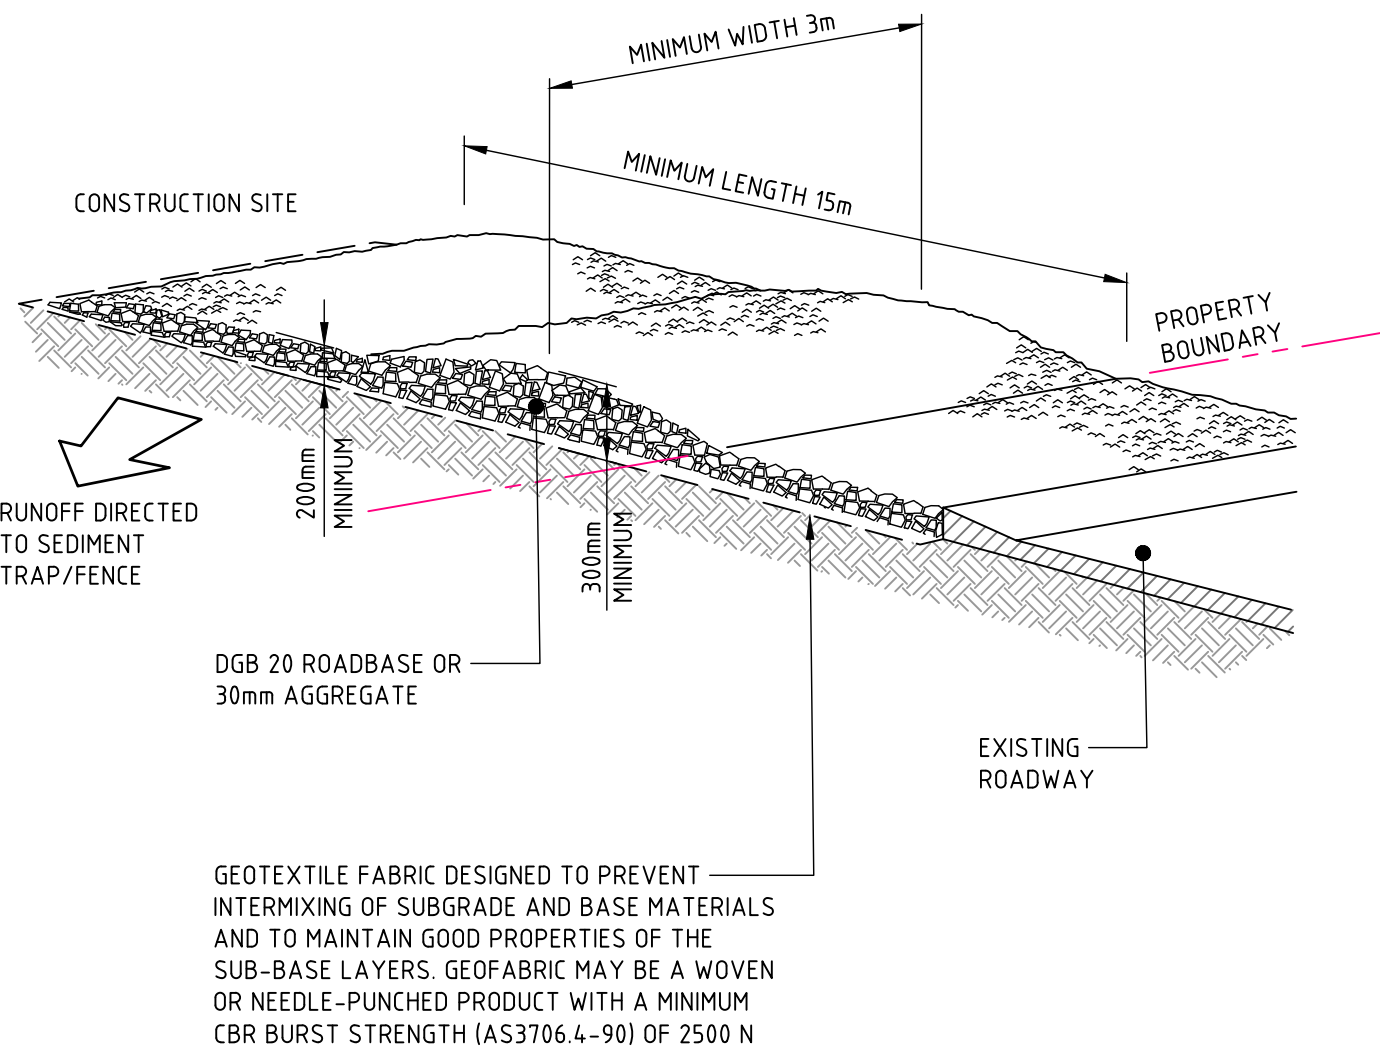 MINIMUM WIDTH 3m
MINIMUM LENGTH 15m
CONSTRUCTION SITE
PROPERTY
BOUNDARY
200mm
MINIMUM
300mm
MINIMUM
RUNOFF DIRECTED
TO SEDIMENT
TRAP/FENCE
DGB 20 ROADBASE OR
30mm AGGREGATE
EXISTING
ROADWAY
GEOTEXTILE FABRIC DESIGNED TO PREVENT
INTERMIXING OF SUBGRADE AND BASE MATERIALS
AND TO MAINTAIN GOOD PROPERTIES OF THE
SUB-BASE LAYERS. GEOFABRIC MAY BE A WOVEN
OR NEEDLE-PUNCHED PRODUCT WITH A MINIMUM
CBR BURST STRENGTH (AS3706.4-90) OF 2500 N